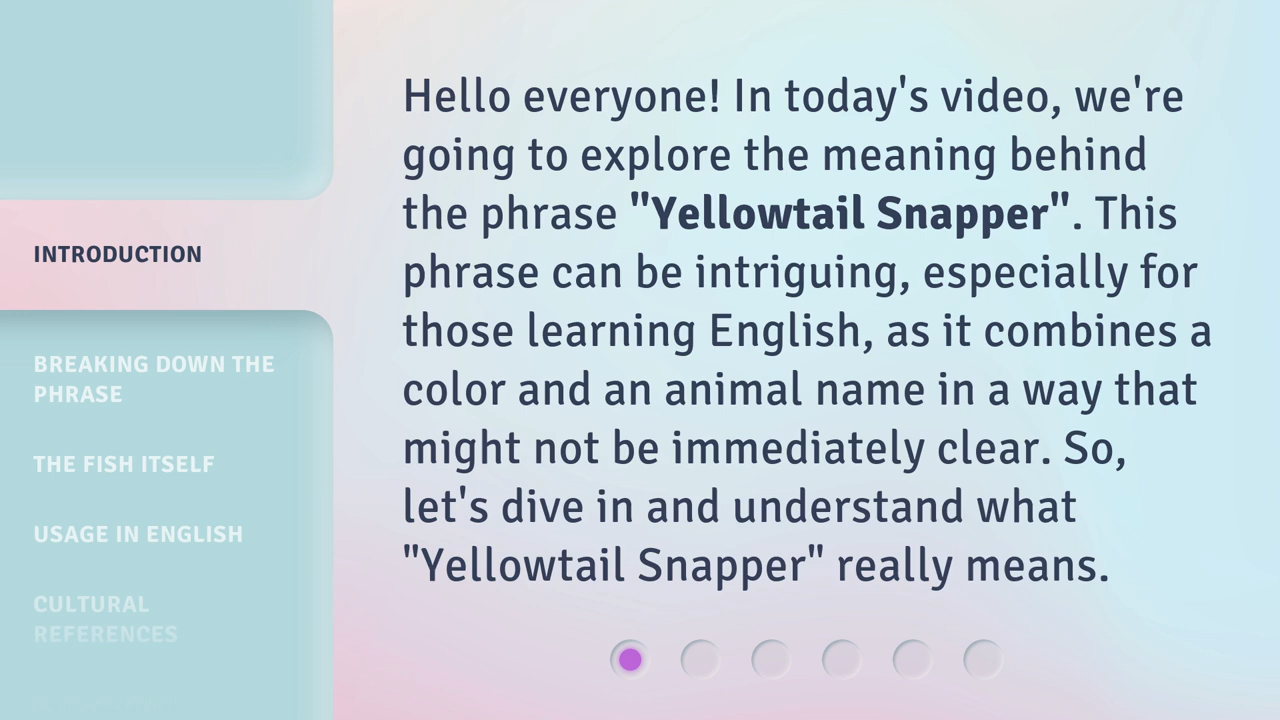 INTRODUCTION
BREAKING DOWN THE
PHRASE
THE FISH ITSELF
USAGE IN ENGLISH
CULTURAL
REFERENCES
Hello everyone! In today's video, we're
going to explore the meaning behind
the phrase "Yellowtail Snapper". This
phrase can be intriguing, especially for
those learning English, as it combines a
color and an animal name in a way that
might not be immediately clear. So,
let's dive in and understand what
"Yellowtail Snapper" really means.